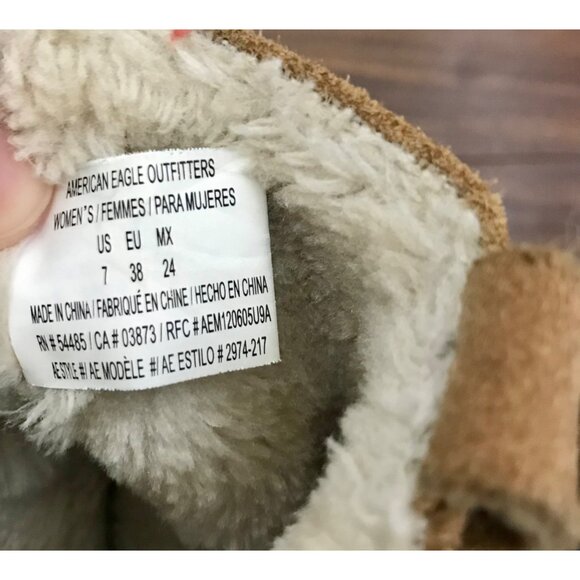 AMERICAN EAGLE OUTFITTERS
WOMEN"S / FEMMES / PARA MUJERES
US EU MX
7 38 24
MADE IN CHINA / FABRIQUÉ EN CHINE / HECHO EN CHINA
RN # 54485 / CA # 03873 / RFC # AEM120605U9A
AE STYLE #/ AE MODÈLE #/ AE ESTILO # 2974-217